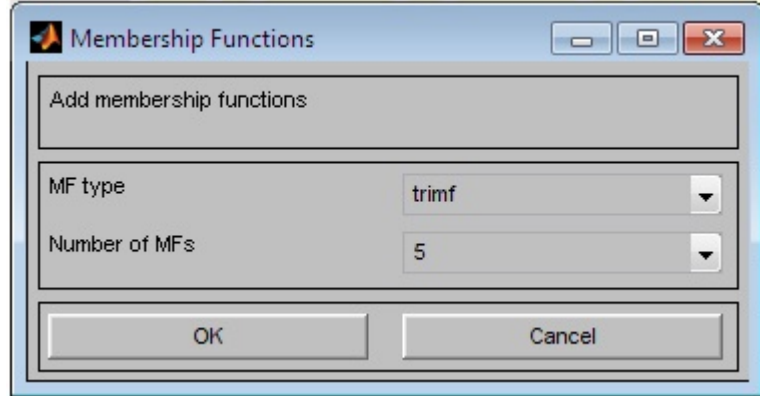 Membership Functions
Add membership functions
MF type
trimf
Number of MFs
5
OK
Cancel